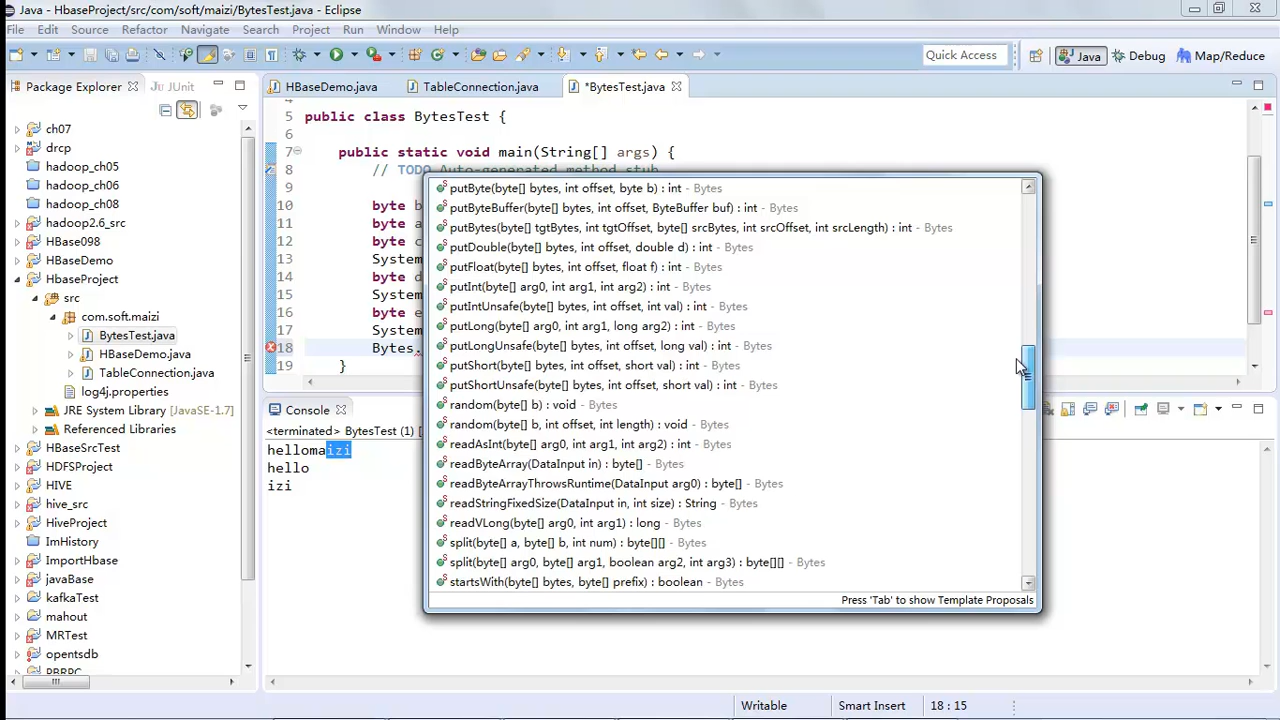 Java - HbaseProject/src/com/soft/maizi/BytesTest.java - Eclipse
File Edit Source Refactor Navigate Search Project Run Window Help
Quick Access Java Debug Map/Reduce
Package Explorer JUnit
HBaseDemo.java TableConnection.java *BytesTest.java
ch07
drcp
hadoop_ch05
hadoop_ch06
hadoop_ch08
hadoop2.6_src
HBase098
HBaseDemo
HbaseProject
src
com.soft.maizi
BytesTest.java
HBaseDemo.java
TableConnection.java
log4j.properties
JRE System Library [JavaSE-1.7]
Referenced Libraries
HBaseSrcTest
HDFSProject
HIVE
hive_src
HiveProject
ImHistory
ImportHbase
javaBase
kafkaTest
mahout
MRTest
opentsdb
PBRPC
5 public class BytesTest {
6
7 public static void main(String[] args) {
8 // TODO Auto-generated method stub
9
10 byte b
11 byte a
12 byte c
13 System
14 byte d
15 System
16 byte e
17 System
18 Bytes.
19 }
putByte(byte[] bytes, int offset, byte b) : int - Bytes
putByteBuffer(byte[] bytes, int offset, ByteBuffer buf) : int - Bytes
putBytes(byte[] tgtBytes, int tgtOffset, byte[] srcBytes, int srcOffset, int srcLength) : int - Bytes
putDouble(byte[] bytes, int offset, double d) : int - Bytes
putFloat(byte[] bytes, int offset, float f) : int - Bytes
putInt(byte[] arg0, int arg1, int arg2) : int - Bytes
putIntUnsafe(byte[] bytes, int offset, int val) : int - Bytes
putLong(byte[] arg0, int arg1, long arg2) : int - Bytes
putLongUnsafe(byte[] bytes, int offset, long val) : int - Bytes
putShort(byte[] bytes, int offset, short val) : int - Bytes
putShortUnsafe(byte[] bytes, int offset, short val) : int - Bytes
random(byte[] b) : void - Bytes
random(byte[] b, int offset, int length) : void - Bytes
readAsInt(byte[] arg0, int arg1, int arg2) : int - Bytes
readByteArray(DataInput in) : byte[] - Bytes
readByteArrayThrowsRuntime(DataInput arg0) : byte[] - Bytes
readStringFixedSize(DataInput in, int size) : String - Bytes
readVLong(byte[] arg0, int arg1) : long - Bytes
split(byte[] a, byte[] b, int num) : byte[][] - Bytes
split(byte[] arg0, byte[] arg1, boolean arg2, int arg3) : byte[][] - Bytes
startsWith(byte[] bytes, byte[] prefix) : boolean - Bytes
Press 'Tab' to show Template Proposals
Console
<terminated> BytesTest (1) [
hellomaizi
hello
izi
Writable Smart Insert 18 : 15